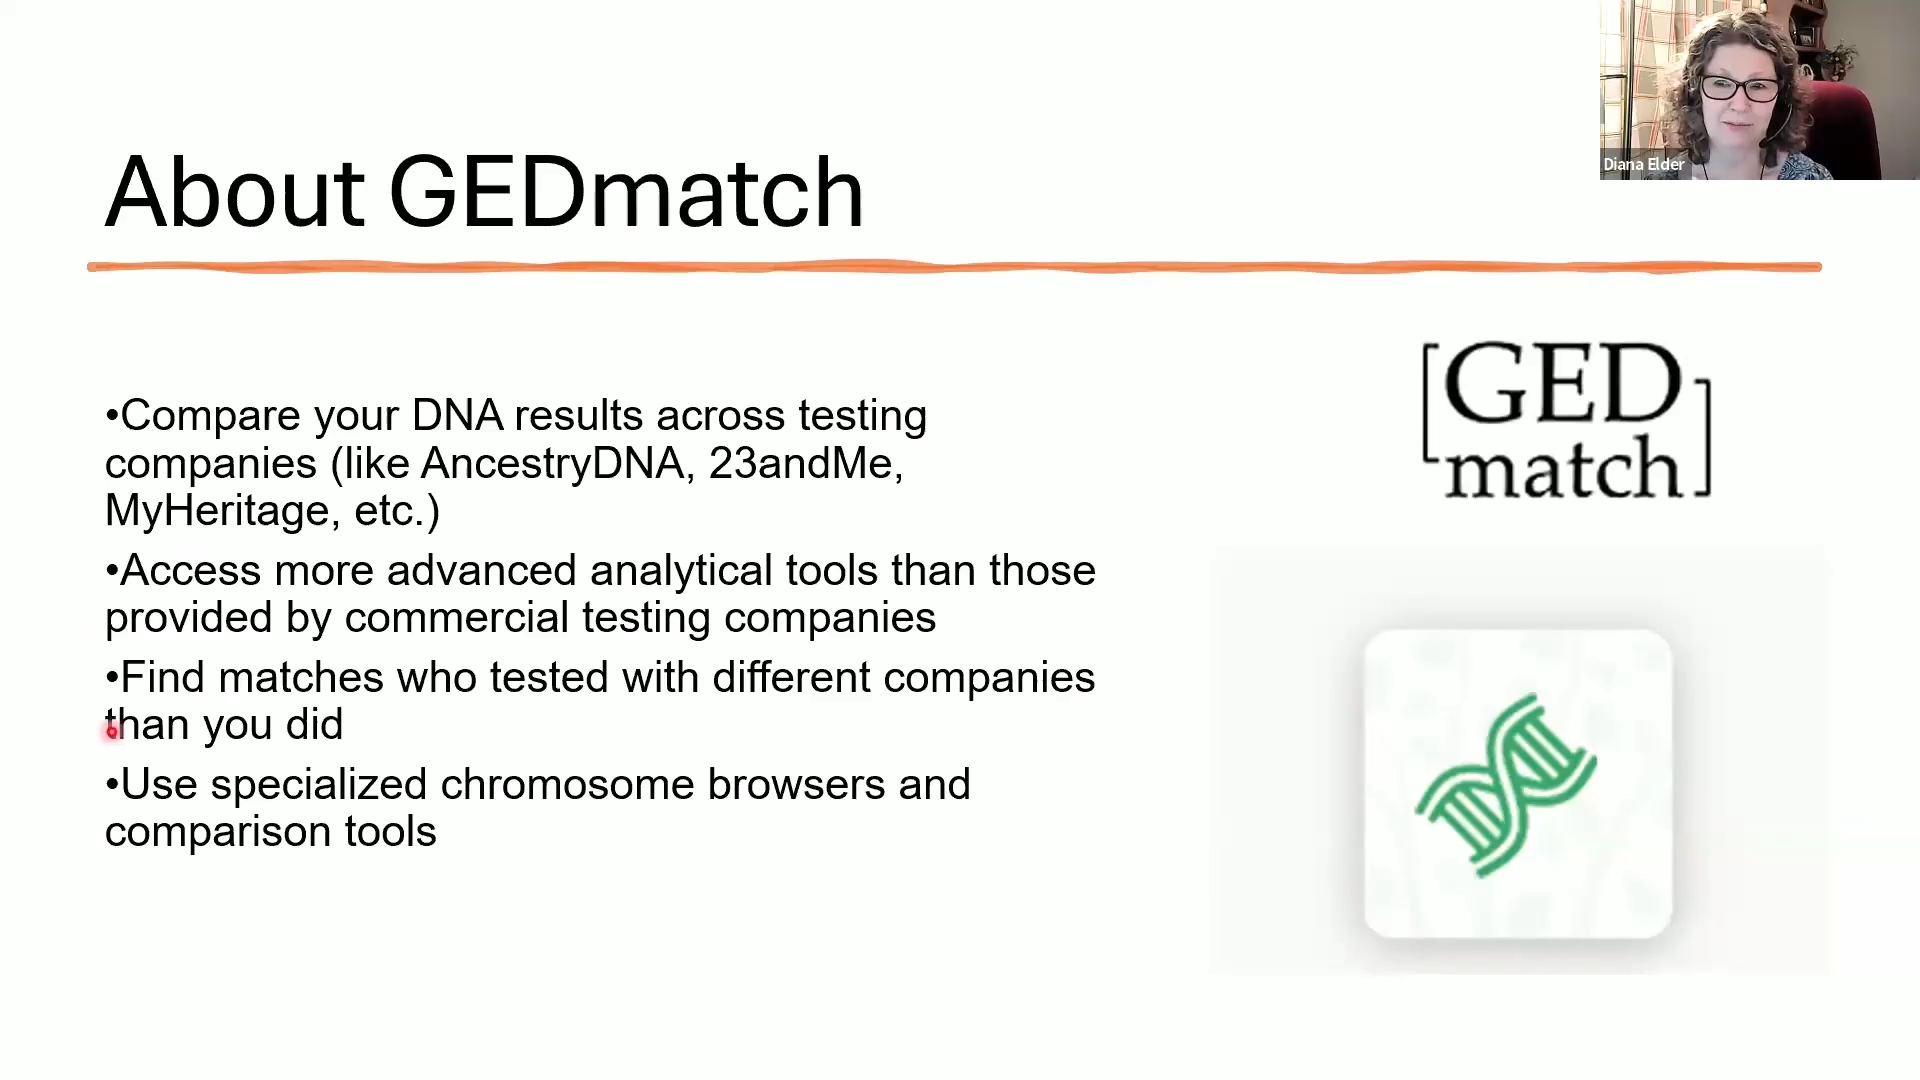 Diana Elder
About GEDmatch
•Compare your DNA results across testing
companies (like AncestryDNA, 23andMe,
MyHeritage, etc.)
•Access more advanced analytical tools than those
provided by commercial testing companies
•Find matches who tested with different companies
than you did
•Use specialized chromosome browsers and
comparison tools
[GED
match]